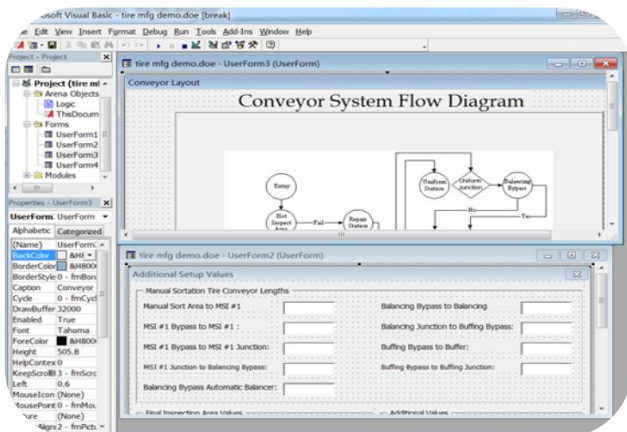 osoft Visual Basic - tire mfg demo.doe [break]
Edit View Insert Format Debug Run Tools Add-Ins Window Help
Project - Project
Project (tire ml
Arena Objects
Logic
ThisDocum
Forms
UserForm1
UserForm2
UserForm3
UserForm4
Modules
Properties - UserForm3
UserForm: UserForm
Alphabetic Categorized
(Name) UserForm:
BackColor &H8
BorderColor &H800
BorderStyle 0 - fmBor
Caption Conveyor
Cycle 0 - fmCycl
DrawBuffer 32000
Enabled True
Font Tahoma
ForeColor &H800
Height 505.8
HelpContex 0
KeepScrollB 3 - fmScro
Left 0.6
MouseIcon (None)
MousePoint 0 - fmMou
ture (None)
Align 2 - fmPictu
tire mfg demo.doe - UserForm3 (UserForm)
Conveyor Layout
Conveyor System Flow Diagram
Entry
Hot Inspect Area
Fail
Repair Station
Uniform Station
Uniform Junction
Balancing Bypass
No
Yes
tire mfg demo.doe - UserForm2 (UserForm)
Additional Setup Values
Manual Sortation Tire Conveyor Lengths
Manual Sort Area to MSI #1
Balancing Bypass to Balancing
MSI #1 Bypass to MSI #1 :
Balancing Junction to Buffing Bypass:
MSI #1 Bypass to MSI #1 Junction:
Buffing Bypass to Buffer:
MSI #1 Junction to Balancing Bypass:
Buffing Bypass to Buffing Junction:
Balancing Bypass Automatic Balancer:
Final Inspection Area Values
Additional Values